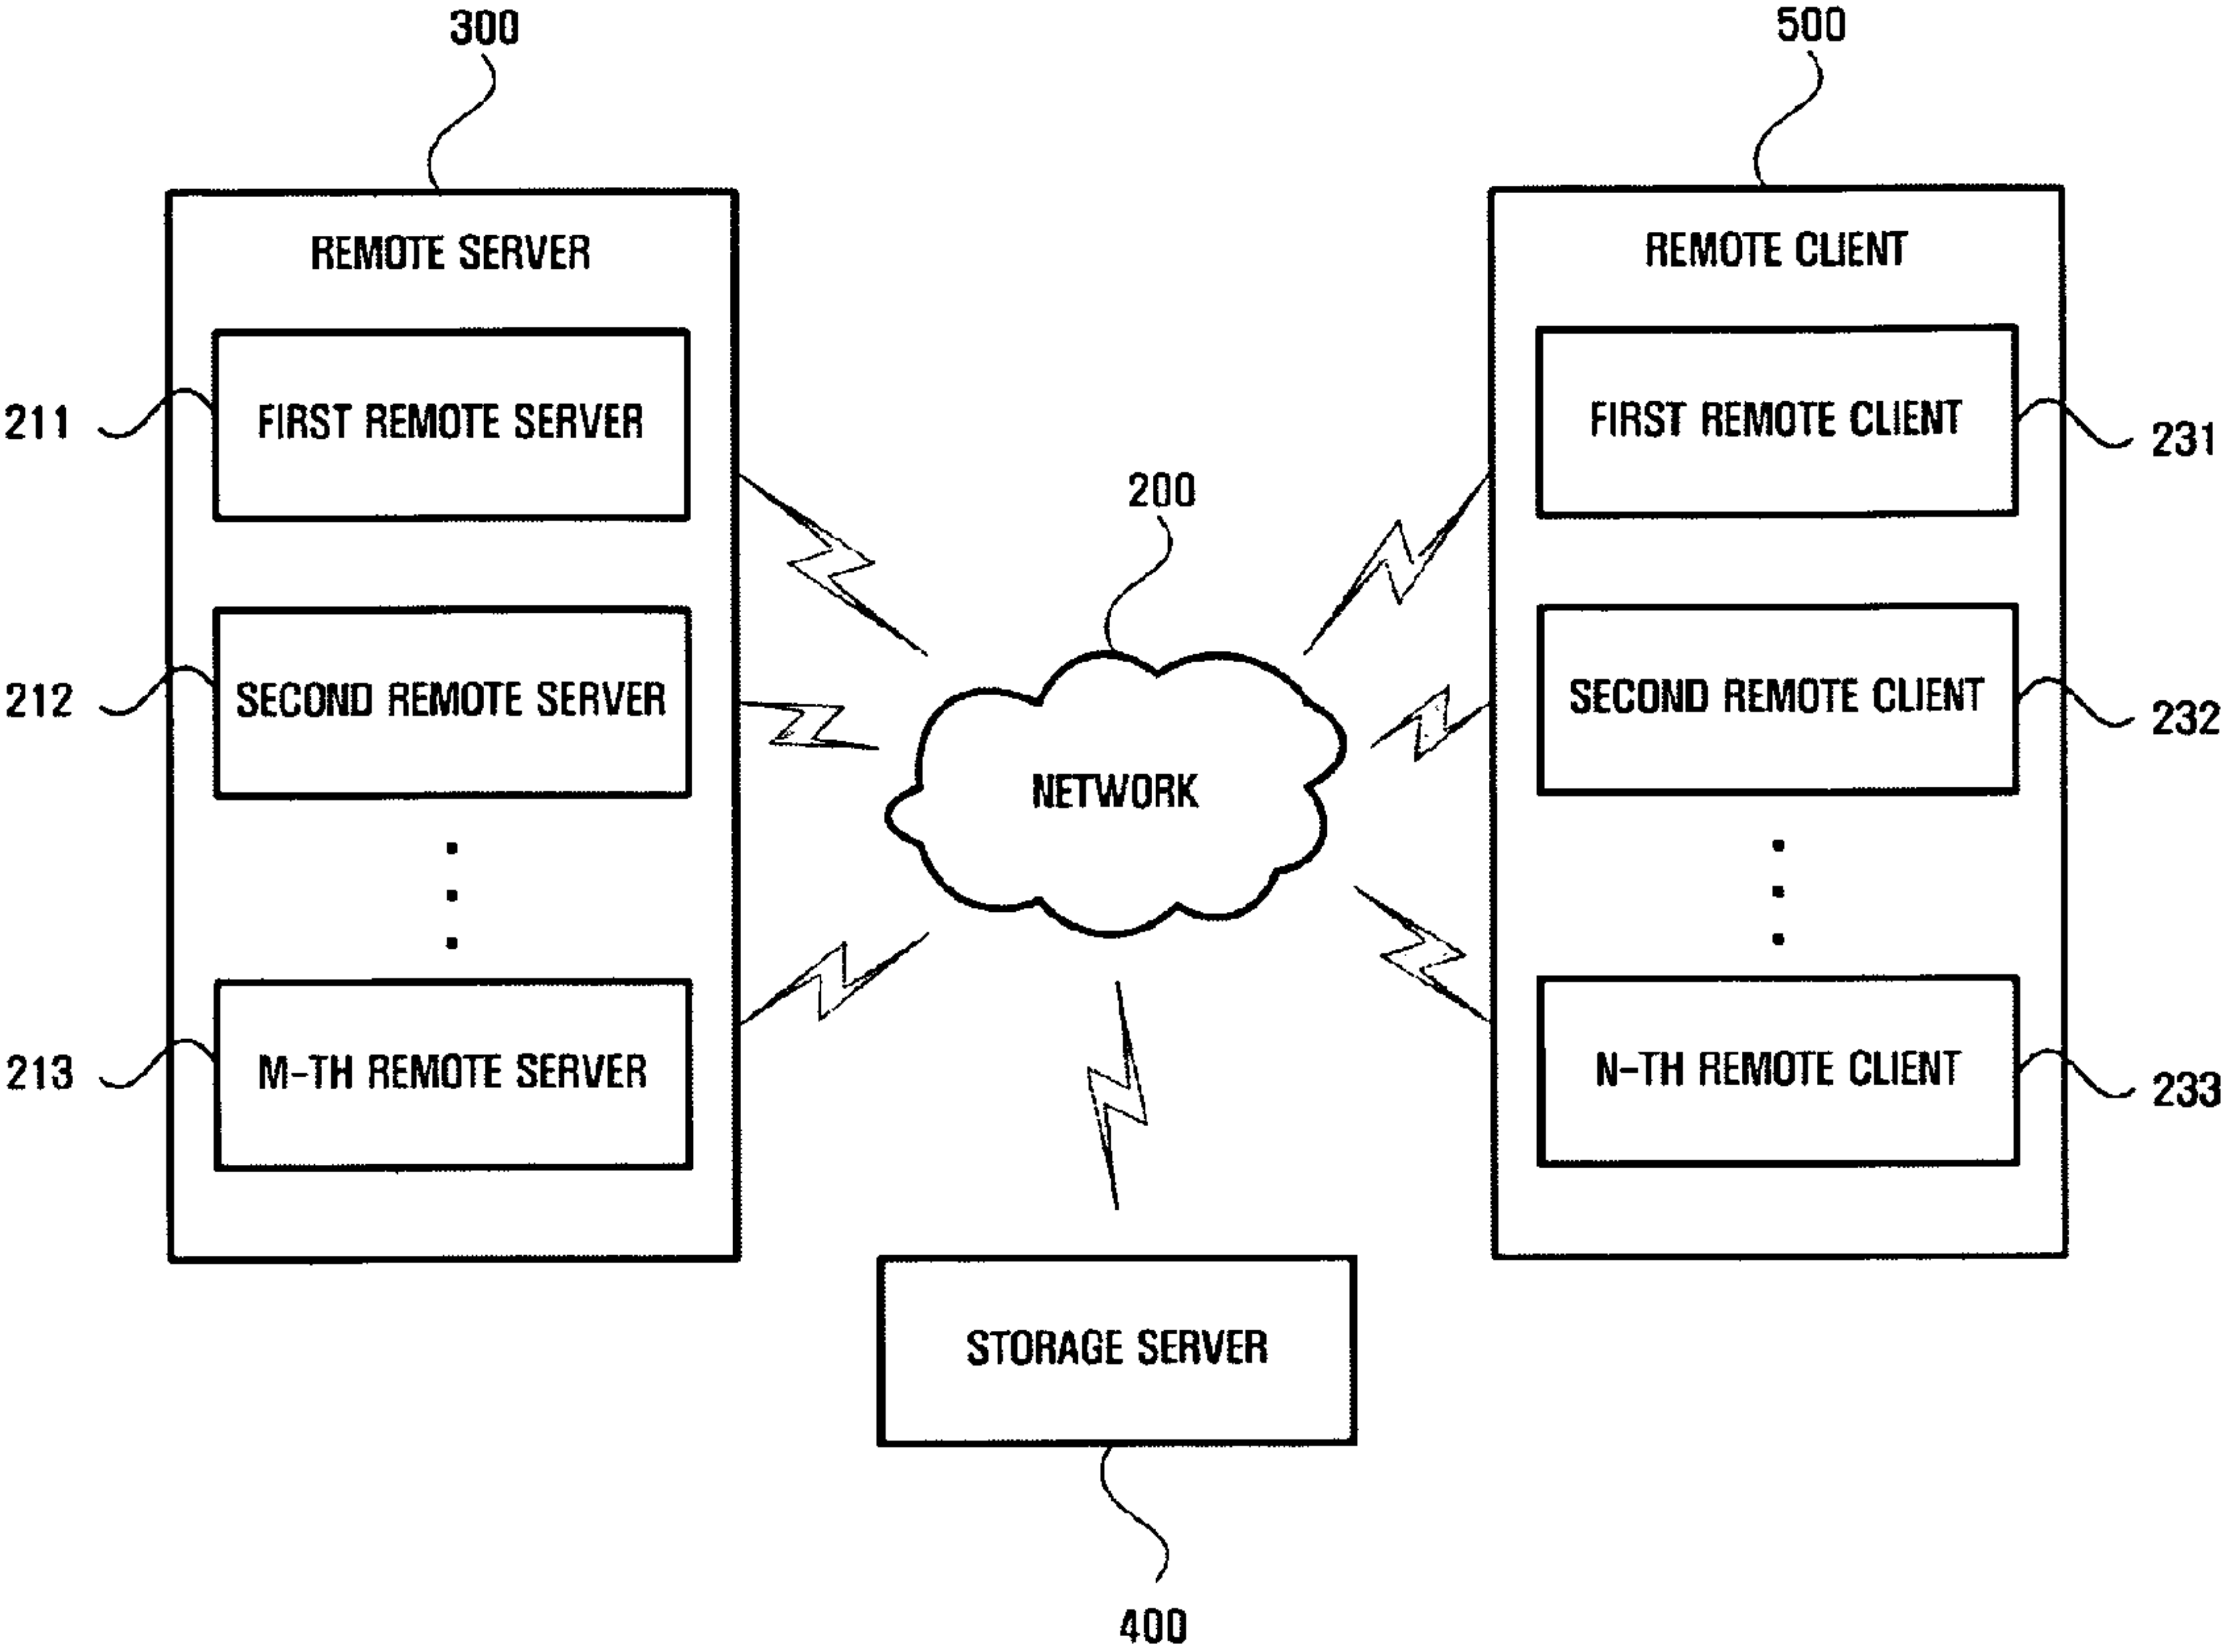 300
500
REMOTE SERVER
REMOTE CLIENT
FIRST REMOTE SERVER
FIRST REMOTE CLIENT
211
231
200
SECOND REMOTE SERVER
SECOND REMOTE CLIENT
212
232
NETWORK
M-TH REMOTE SERVER
N-TH REMOTE CLIENT
213
233
STORAGE SERVER
400